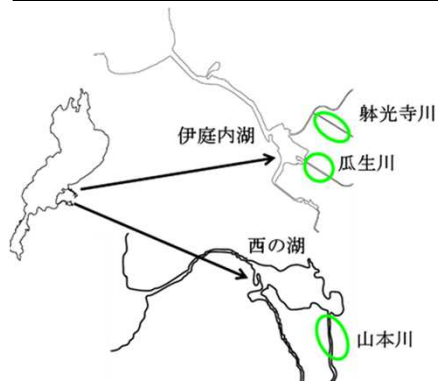 躰光寺川
伊庭内湖
瓜生川
西の湖
山本川